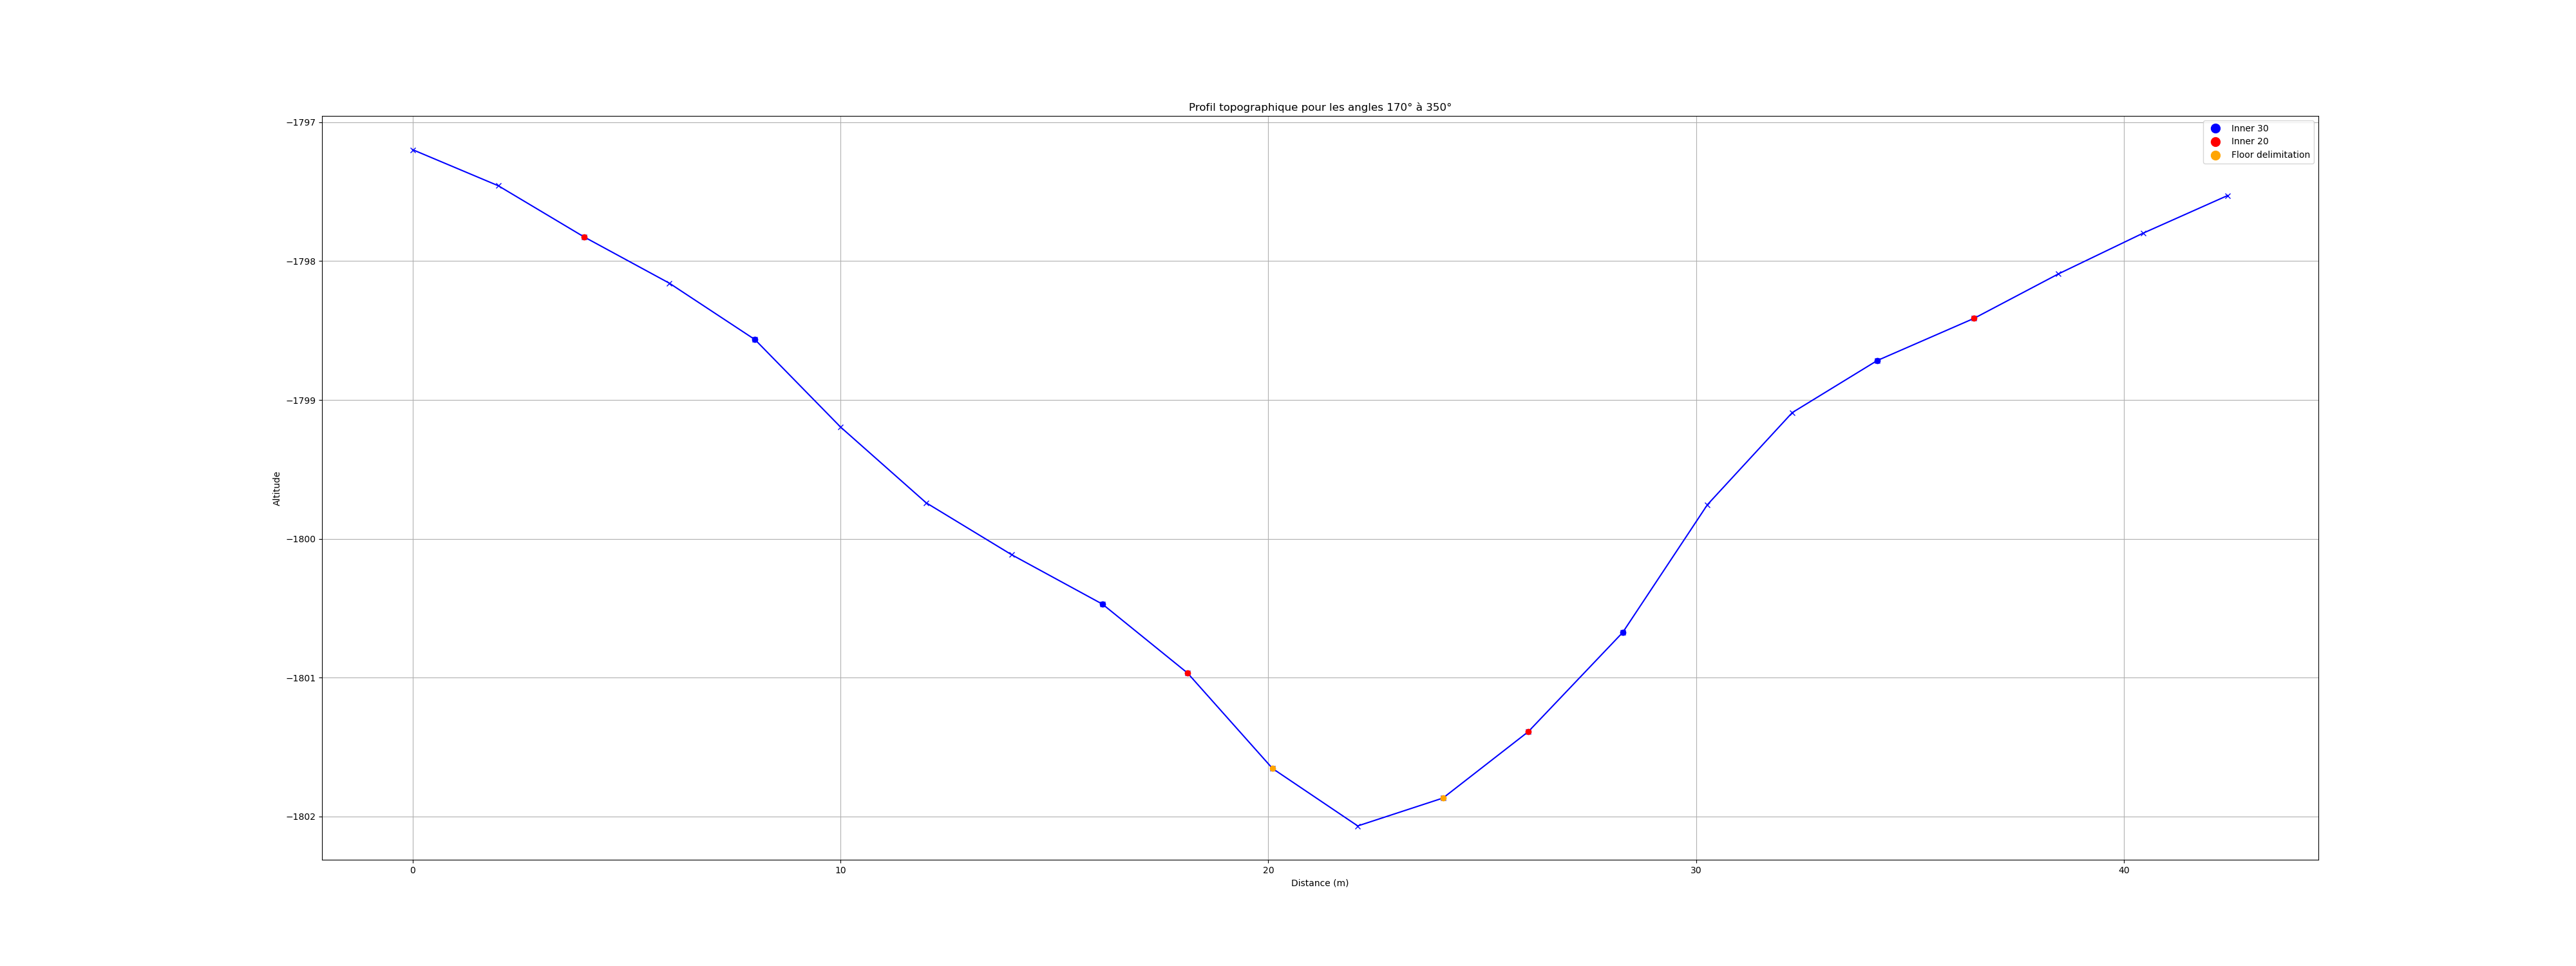 Profil topographique pour les angles 170° à 350°
Inner 30
Inner 20
Floor delimitation
Altitude
−1797
−1798
−1799
−1800
−1801
−1802
0 10 20 30 40
Distance (m)